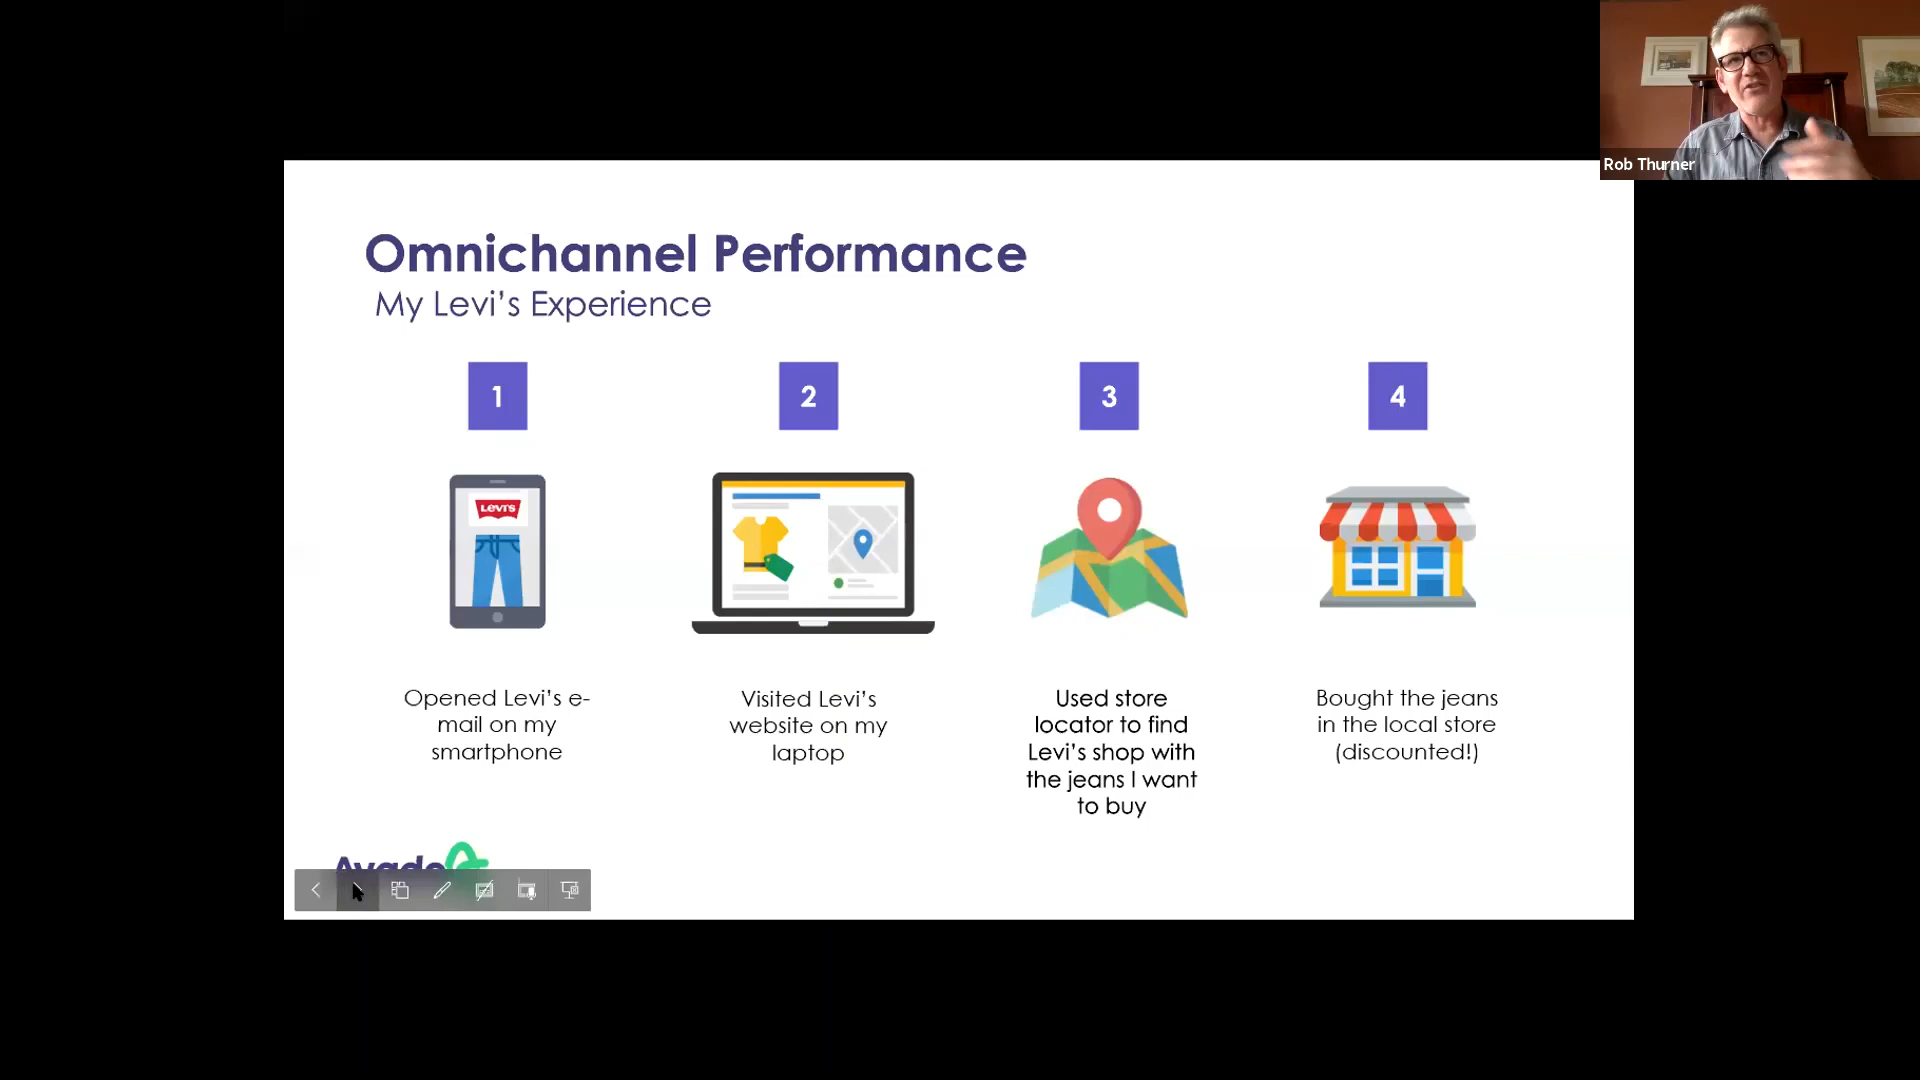 Rob Thurner
Omnichannel Performance
My Levi's Experience
1
2
3
4
Levi's
Opened Levi's e-
mail on my
smartphone
Visited Levi's
website on my
laptop
Used store
locator to find
Levi's shop with
the jeans I want
to buy
Bought the jeans
in the local store
(discounted!)
Avado